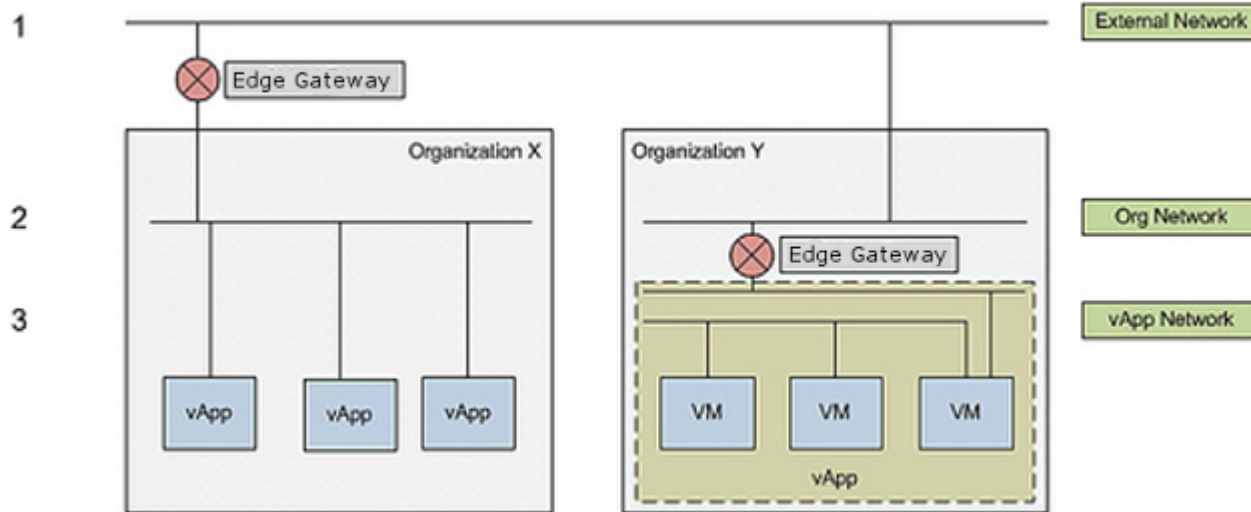 1
External Network
Edge Gateway
Organization X
Organization Y
2
Org Network
Edge Gateway
3
vApp Network
vApp
vApp
vApp
VM
VM
VM
vApp